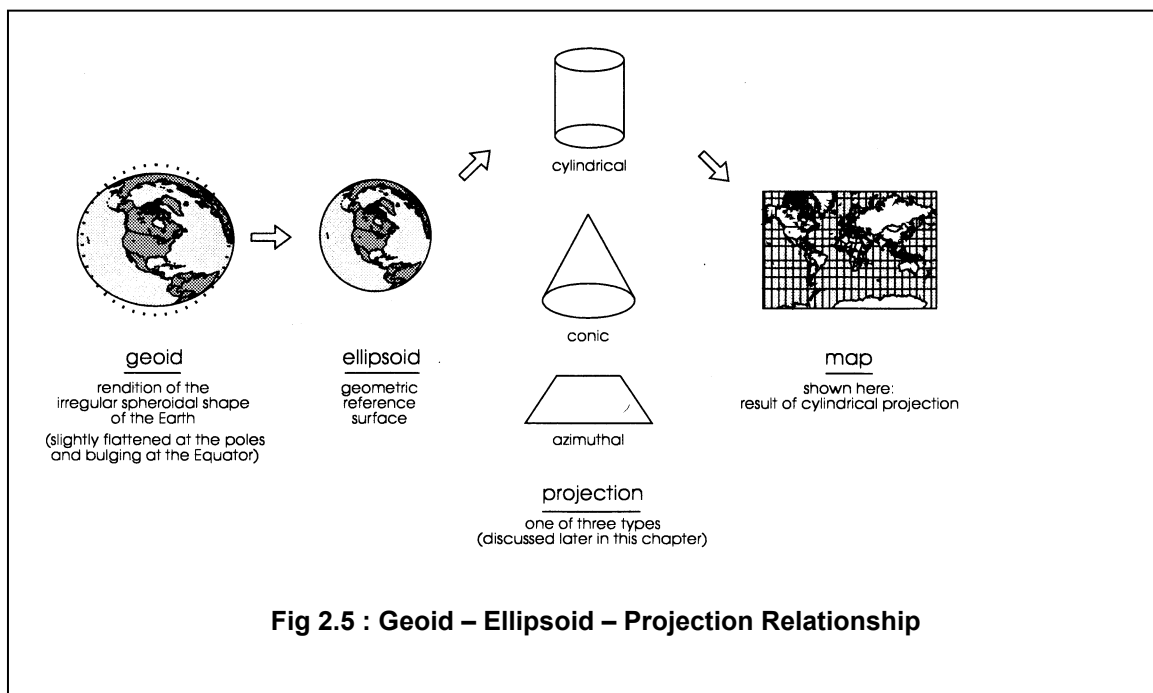 cylindrical
conic
azimuthal
geoid
rendition of the
irregular spheroidal shape
of the Earth
(slightly flattened at the poles
and bulging at the Equator)
ellipsoid
geometric
reference
surface
projection
one of three types
(discussed later in this chapter)
map
shown here:
result of cylindrical projection
Fig 2.5 : Geoid – Ellipsoid – Projection Relationship